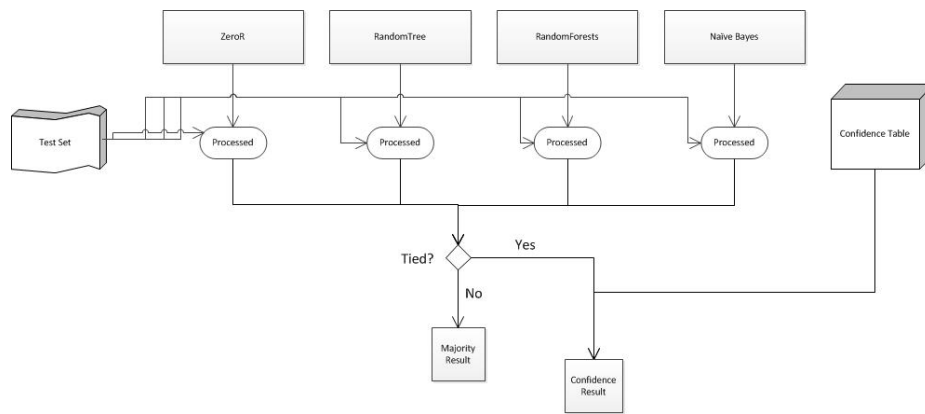 ZeroR
RandomTree
RandomForests
Naïve Bayes
Test Set
Processed
Processed
Processed
Processed
Confidence Table
Tied?
Yes
No
Majority
Result
Confidence
Result